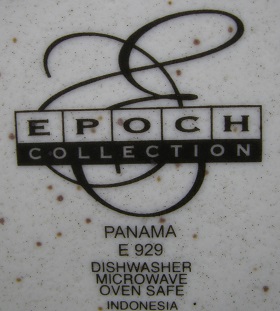 EPOCH
COLLECTION
PANAMA
E 929
DISHWASHER
MICROWAVE
OVEN SAFE
INDONESIA